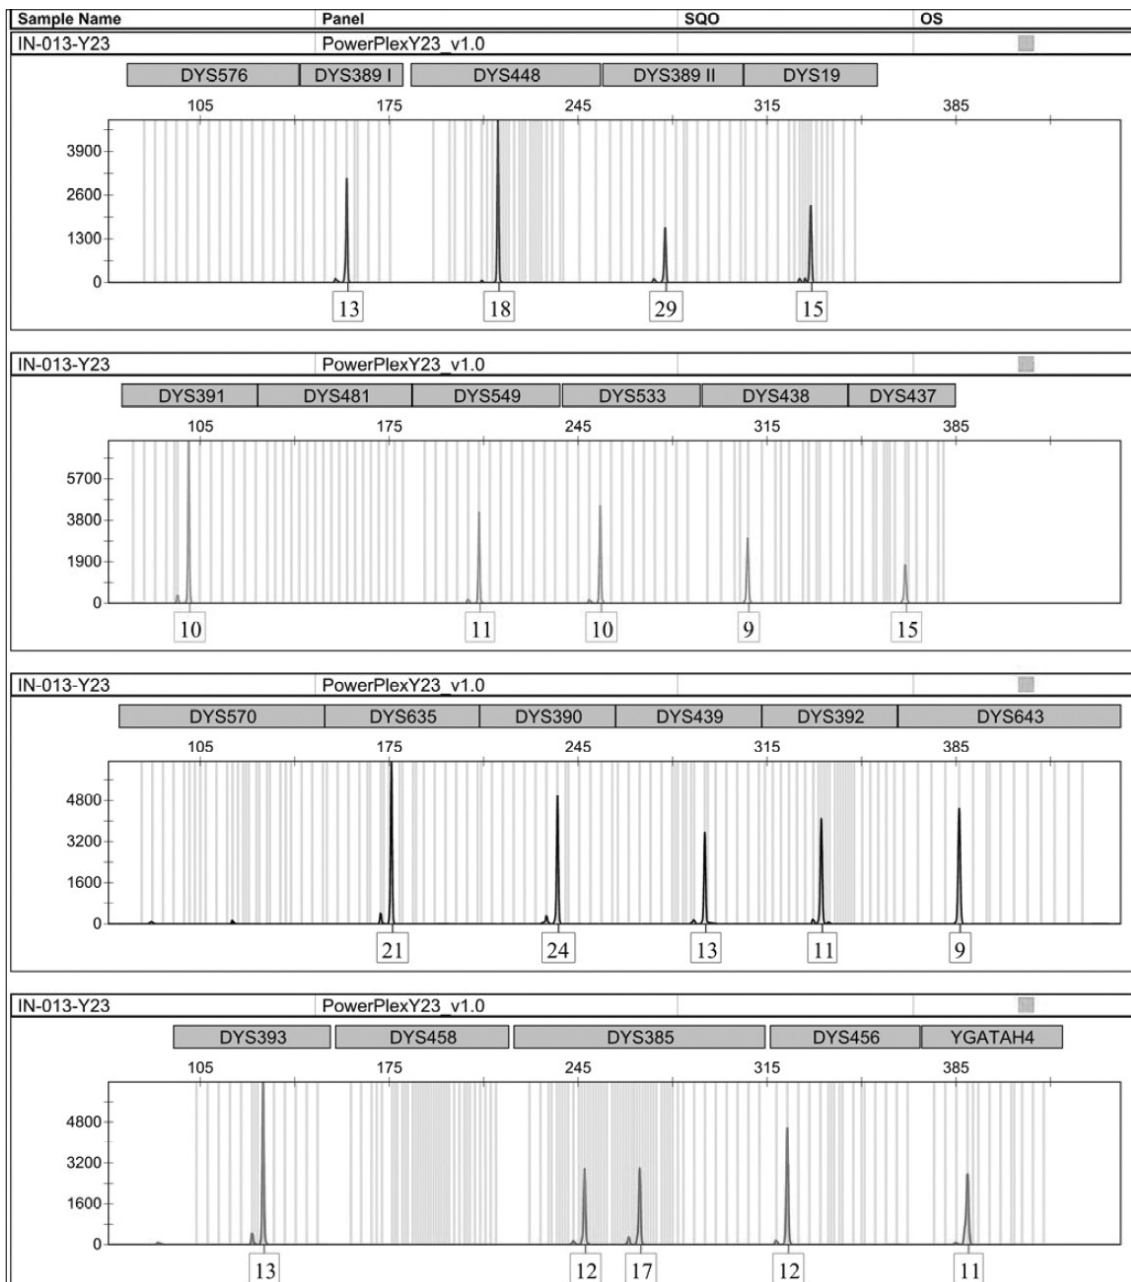 Sample Name Panel SQO OS
IN-013-Y23 PowerPlexY23_v1.0
DYS576 DYS389 I DYS448 DYS389 II DYS19
105 175 245 315 385
3900
2600
1300
0
13 18 29 15
IN-013-Y23 PowerPlexY23_v1.0
DYS391 DYS481 DYS549 DYS533 DYS438 DYS437
105 175 245 315 385
5700
3800
1900
0
10 11 10 9 15
IN-013-Y23 PowerPlexY23_v1.0
DYS570 DYS635 DYS390 DYS439 DYS392 DYS643
105 175 245 315 385
4800
3200
1600
0
21 24 13 11 9
IN-013-Y23 PowerPlexY23_v1.0
DYS393 DYS458 DYS385 DYS456 YGATAH4
105 175 245 315 385
4800
3200
1600
0
13 12 17 12 11